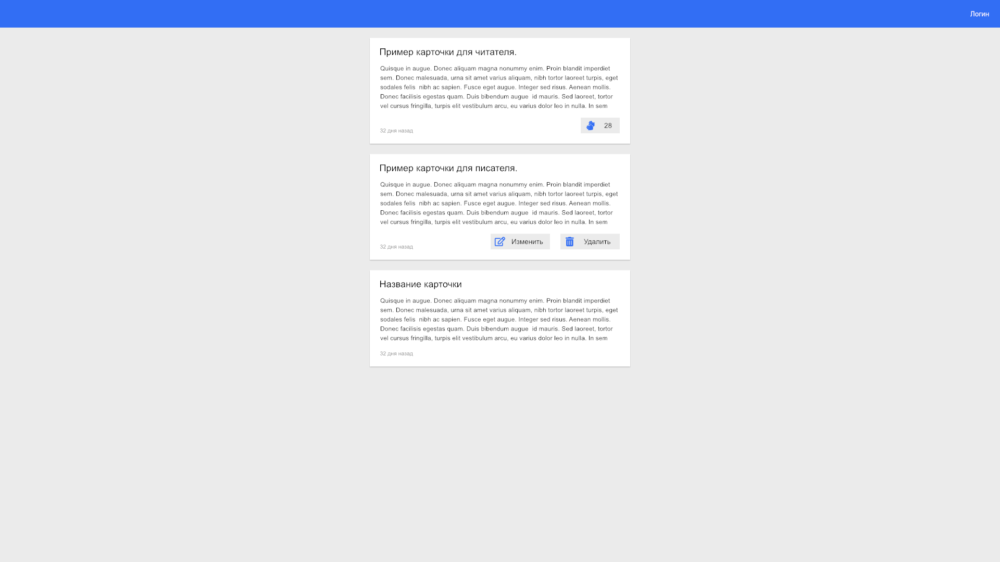 Логин
Пример карточки для читателя.
Quisque in augue. Donec aliquam magna nonummy enim. Proin blandit imperdiet
sem. Donec malesuada, urna sit amet varius aliquam, nibh tortor laoreet turpis, eget
sodales felis  nibh ac sapien. Fusce eget augue. Integer sed risus. Aenean mollis.
Donec facilisis egestas quam. Duis bibendum augue  id mauris. Sed laoreet, tortor
vel cursus fringilla, turpis elit vestibulum arcu, eu varius dolor leo in nulla. In sem
32 дня назад
28
Пример карточки для писателя.
Quisque in augue. Donec aliquam magna nonummy enim. Proin blandit imperdiet
sem. Donec malesuada, urna sit amet varius aliquam, nibh tortor laoreet turpis, eget
sodales felis  nibh ac sapien. Fusce eget augue. Integer sed risus. Aenean mollis.
Donec facilisis egestas quam. Duis bibendum augue  id mauris. Sed laoreet, tortor
vel cursus fringilla, turpis elit vestibulum arcu, eu varius dolor leo in nulla. In sem
32 дня назад
Изменить
Удалить
Название карточки
Quisque in augue. Donec aliquam magna nonummy enim. Proin blandit imperdiet
sem. Donec malesuada, urna sit amet varius aliquam, nibh tortor laoreet turpis, eget
sodales felis  nibh ac sapien. Fusce eget augue. Integer sed risus. Aenean mollis.
Donec facilisis egestas quam. Duis bibendum augue  id mauris. Sed laoreet, tortor
vel cursus fringilla, turpis elit vestibulum arcu, eu varius dolor leo in nulla. In sem
32 дня назад